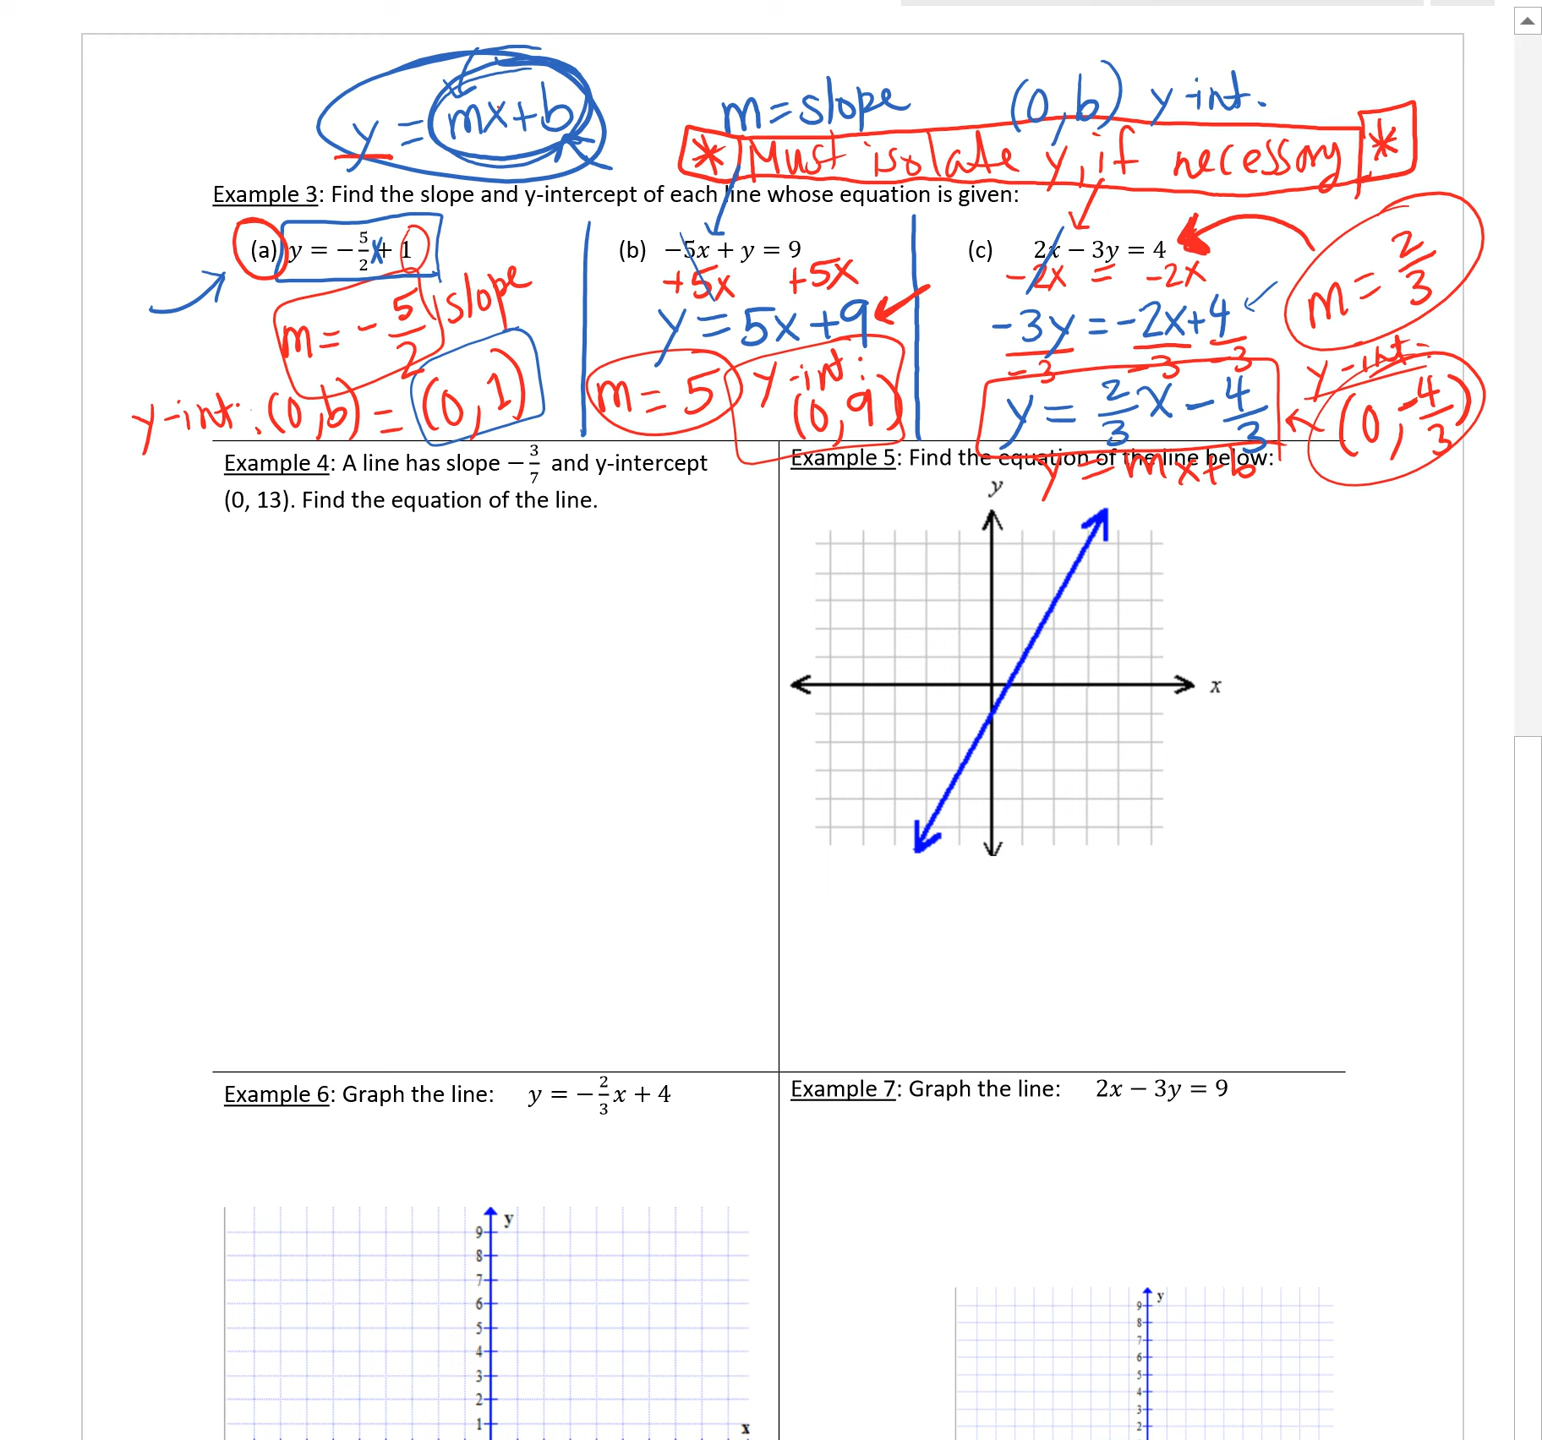 y = mx+b m = slope (0,b) y-int.
* Must isolate y, if necessary *
Example 3: Find the slope and y-intercept of each line whose equation is given:
(a) y = -5/2 x + 1 (b) -5x + y = 9 (c) 2x - 3y = 4
+5x +5x -2x = -2x
m = -5/2 slope y = 5x+9 -3y = -2x+4 m = 2/3
-3 -3 -3
y-int: (0,b) = (0,1) m = 5 y-int: (0,9) y = 2/3 x - 4/3 y-int: (0, -4/3)
y = mx+b
Example 4: A line has slope -3/7 and y-intercept
(0, 13). Find the equation of the line.
Example 5: Find the equation of the line below:
y
x
Example 6: Graph the line: y = -2/3 x + 4
y
9
8
7
6
5
4
3
2
1
x
Example 7: Graph the line: 2x - 3y = 9
y
9
8
7
6
5
4
3
2